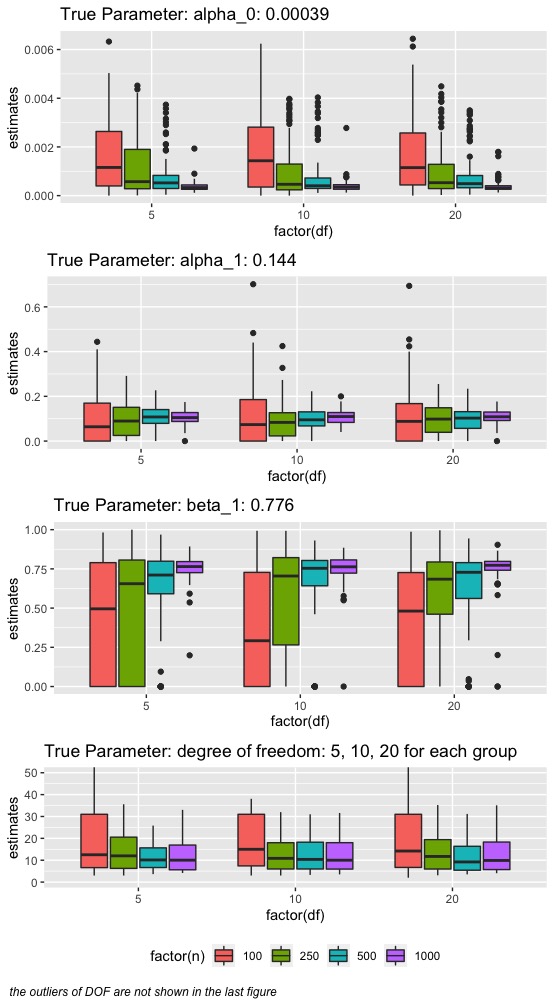 True Parameter: alpha_0: 0.00039
0.006
0.004
0.002
0.000
estimates
5 10 20
factor(df)
True Parameter: alpha_1: 0.144
0.6
0.4
0.2
0.0
estimates
5 10 20
factor(df)
True Parameter: beta_1: 0.776
1.00
0.75
0.50
0.25
0.00
estimates
5 10 20
factor(df)
True Parameter: degree of freedom: 5, 10, 20 for each group
50
40
30
20
10
0
estimates
5 10 20
factor(df)
factor(n) 100 250 500 1000
the outliers of DOF are not shown in the last figure